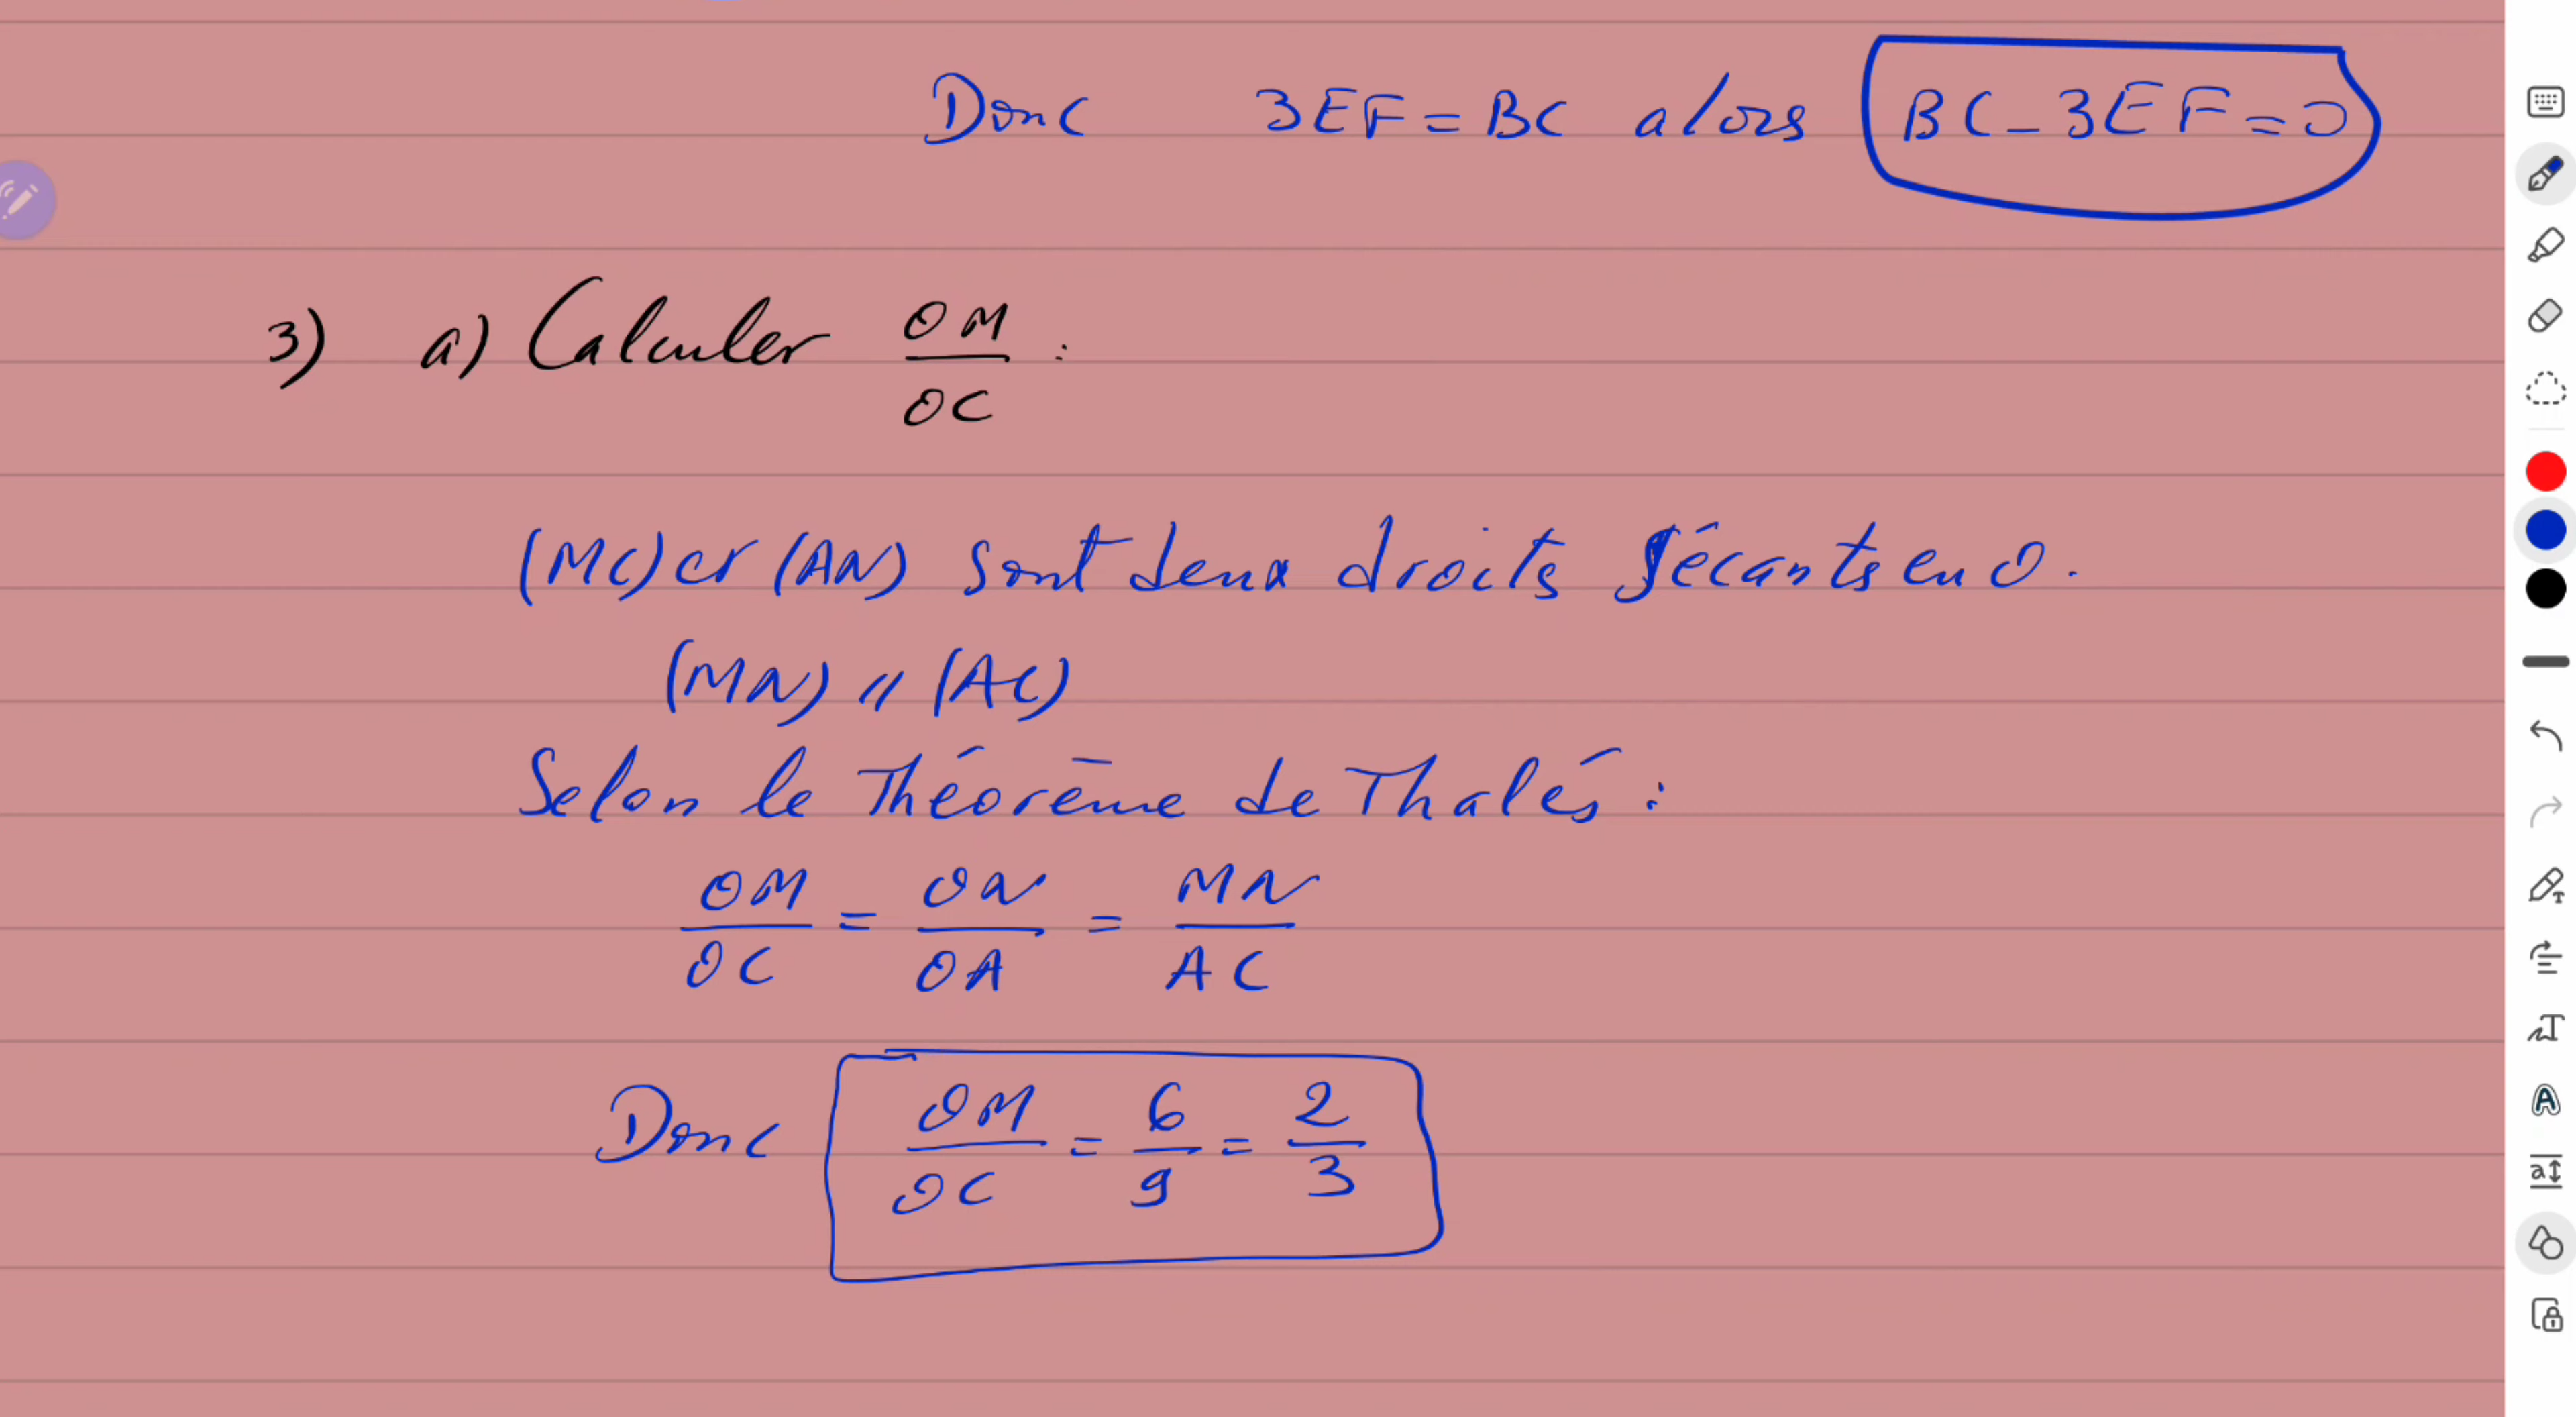 Donc 3EF = BC alors BC - 3EF = 0
3) a) Calculer OM/OC :
(MC) et (AN) sont deux droits sécants en O.
(MN) // (AC)
Selon le Théorème de Thalés :
OM/OC = ON/OA = MN/AC
Donc OM/OC = 6/9 = 2/3